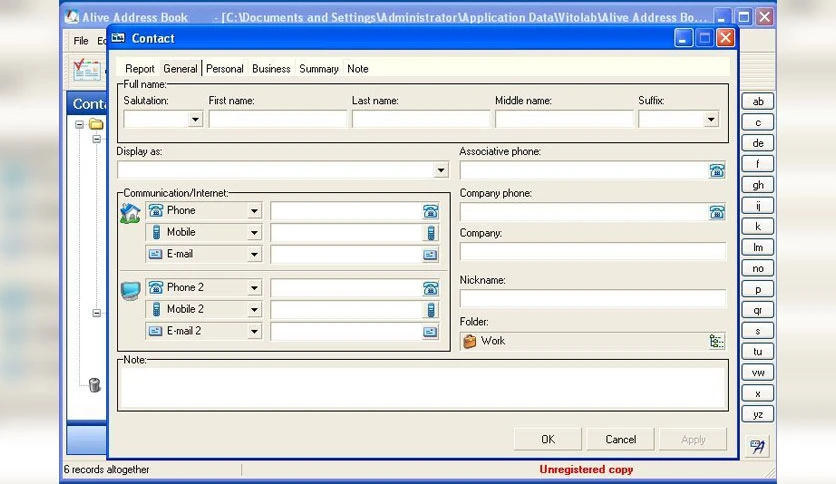 Alive Address Book - [C:\Documents and Settings\Administrator\Application Data\Vitolab\Alive Address Bo...
File
Contact
Conta
Report General Personal Business Summary Note
Full name:
Salutation: First name: Last name: Middle name: Suffix:
Display as: Associative phone:
Communication/Internet: Company phone:
Phone
Mobile
Company:
E-mail
Nickname:
Phone 2
Mobile 2
Folder:
E-mail 2
Work
Note:
OK Cancel Apply
ab
c
de
f
gh
ij
k
lm
no
p
qr
s
tu
vw
x
yz
6 records altogether Unregistered copy